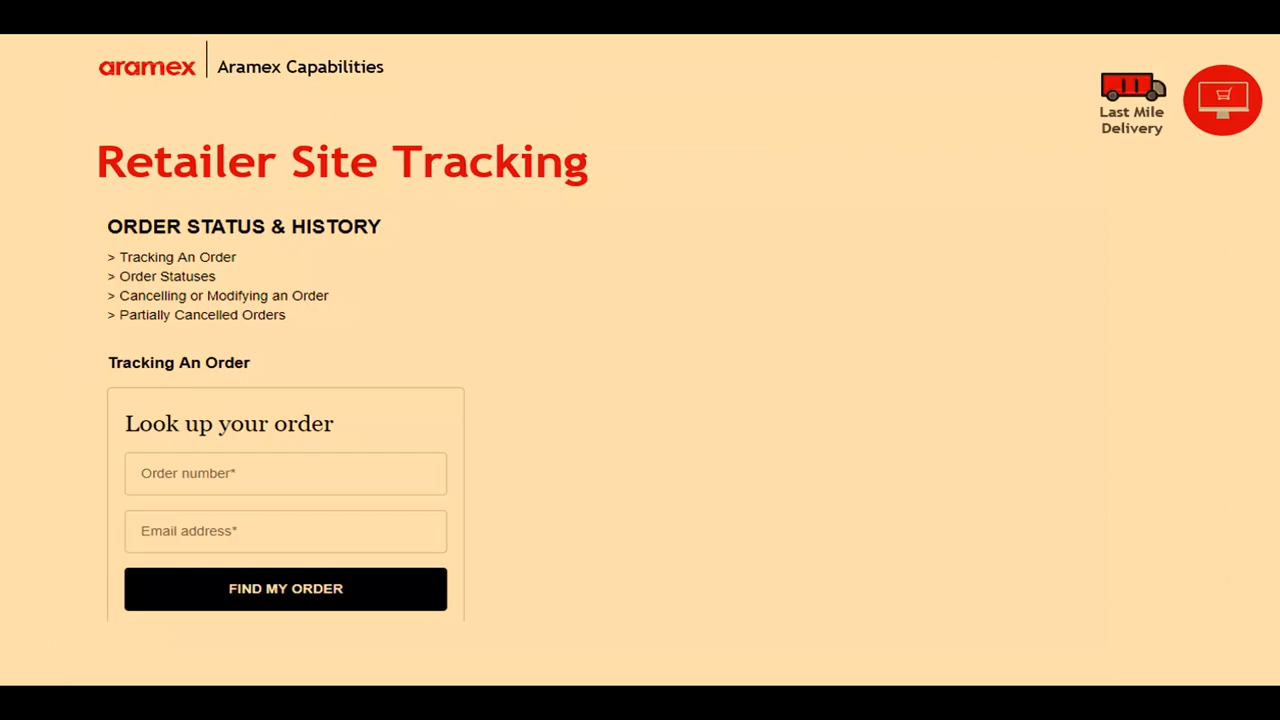 aramex | Aramex Capabilities
Last Mile
Delivery
Retailer Site Tracking
ORDER STATUS & HISTORY
> Tracking An Order
> Order Statuses
> Cancelling or Modifying an Order
> Partially Cancelled Orders
Tracking An Order
Look up your order
Order number*
Email address*
FIND MY ORDER